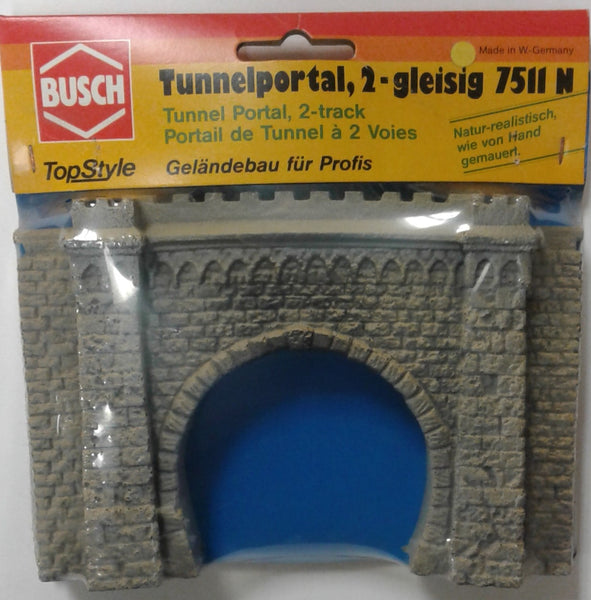 BUSCH
TopStyle
Made in W.-Germany
Tunnelportal, 2-gleisig 7511 N
Tunnel Portal, 2-track
Portail de Tunnel à 2 Voies
Geländebau für Profis
Natur-realistisch,
wie von Hand
gemauert.